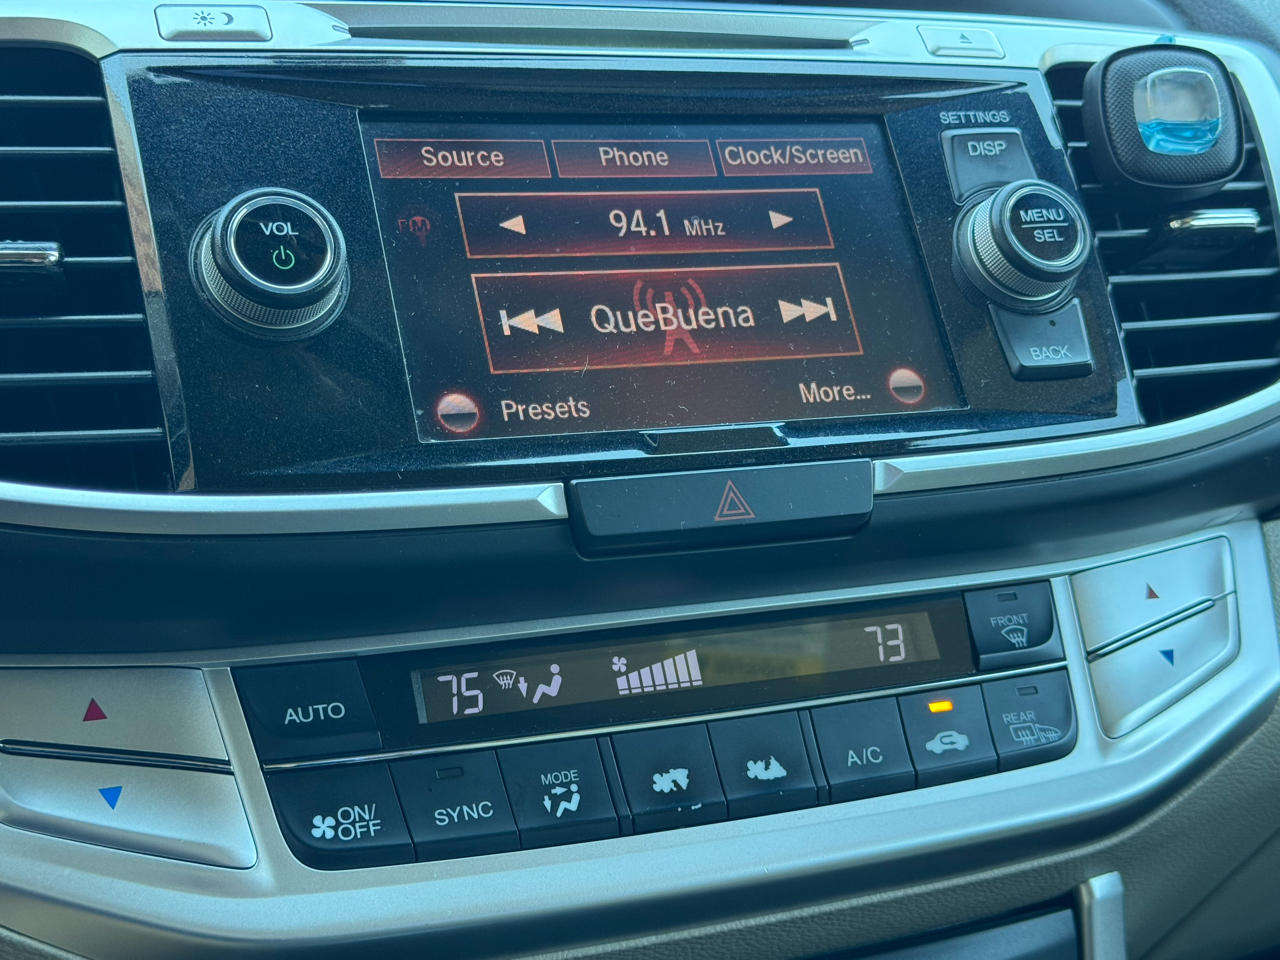 SETTINGS
DISP
Source Phone Clock/Screen
VOL
FM
94.1 MHz
MENU
SEL
QueBuena
BACK
Presets More...
75 73
FRONT
AUTO
ON/
OFF
SYNC
MODE
A/C
REAR